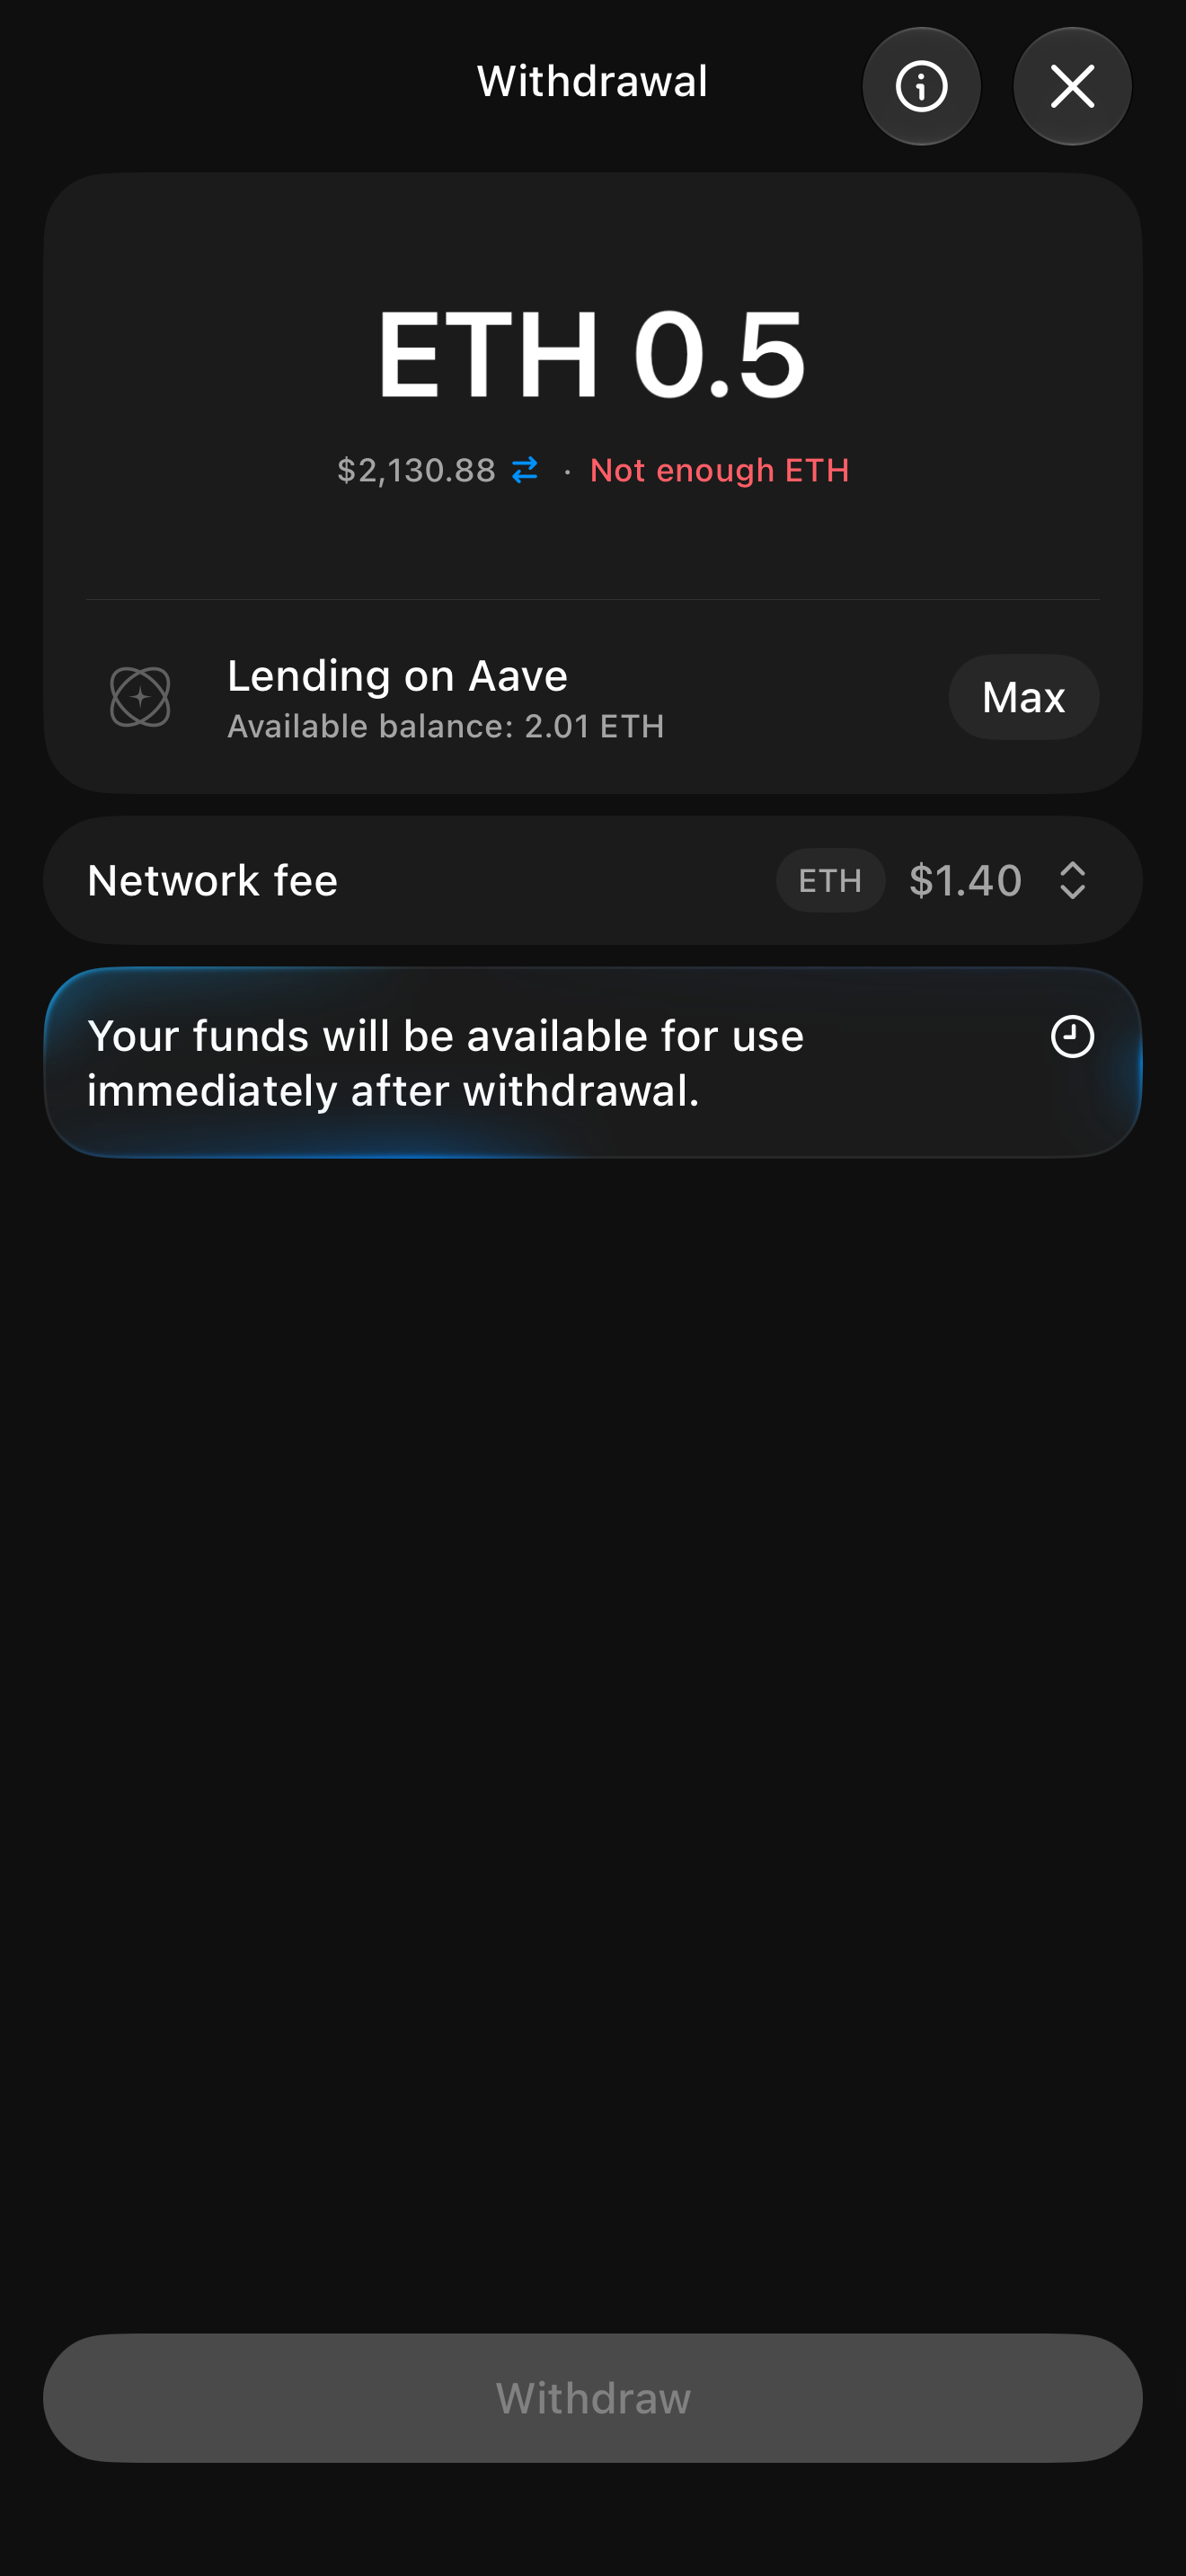 Withdrawal
ETH 0.5
$2,130.88 · Not enough ETH
Lending on Aave
Available balance: 2.01 ETH
Max
Network fee
ETH $1.40
Your funds will be available for use
immediately after withdrawal.
Withdraw